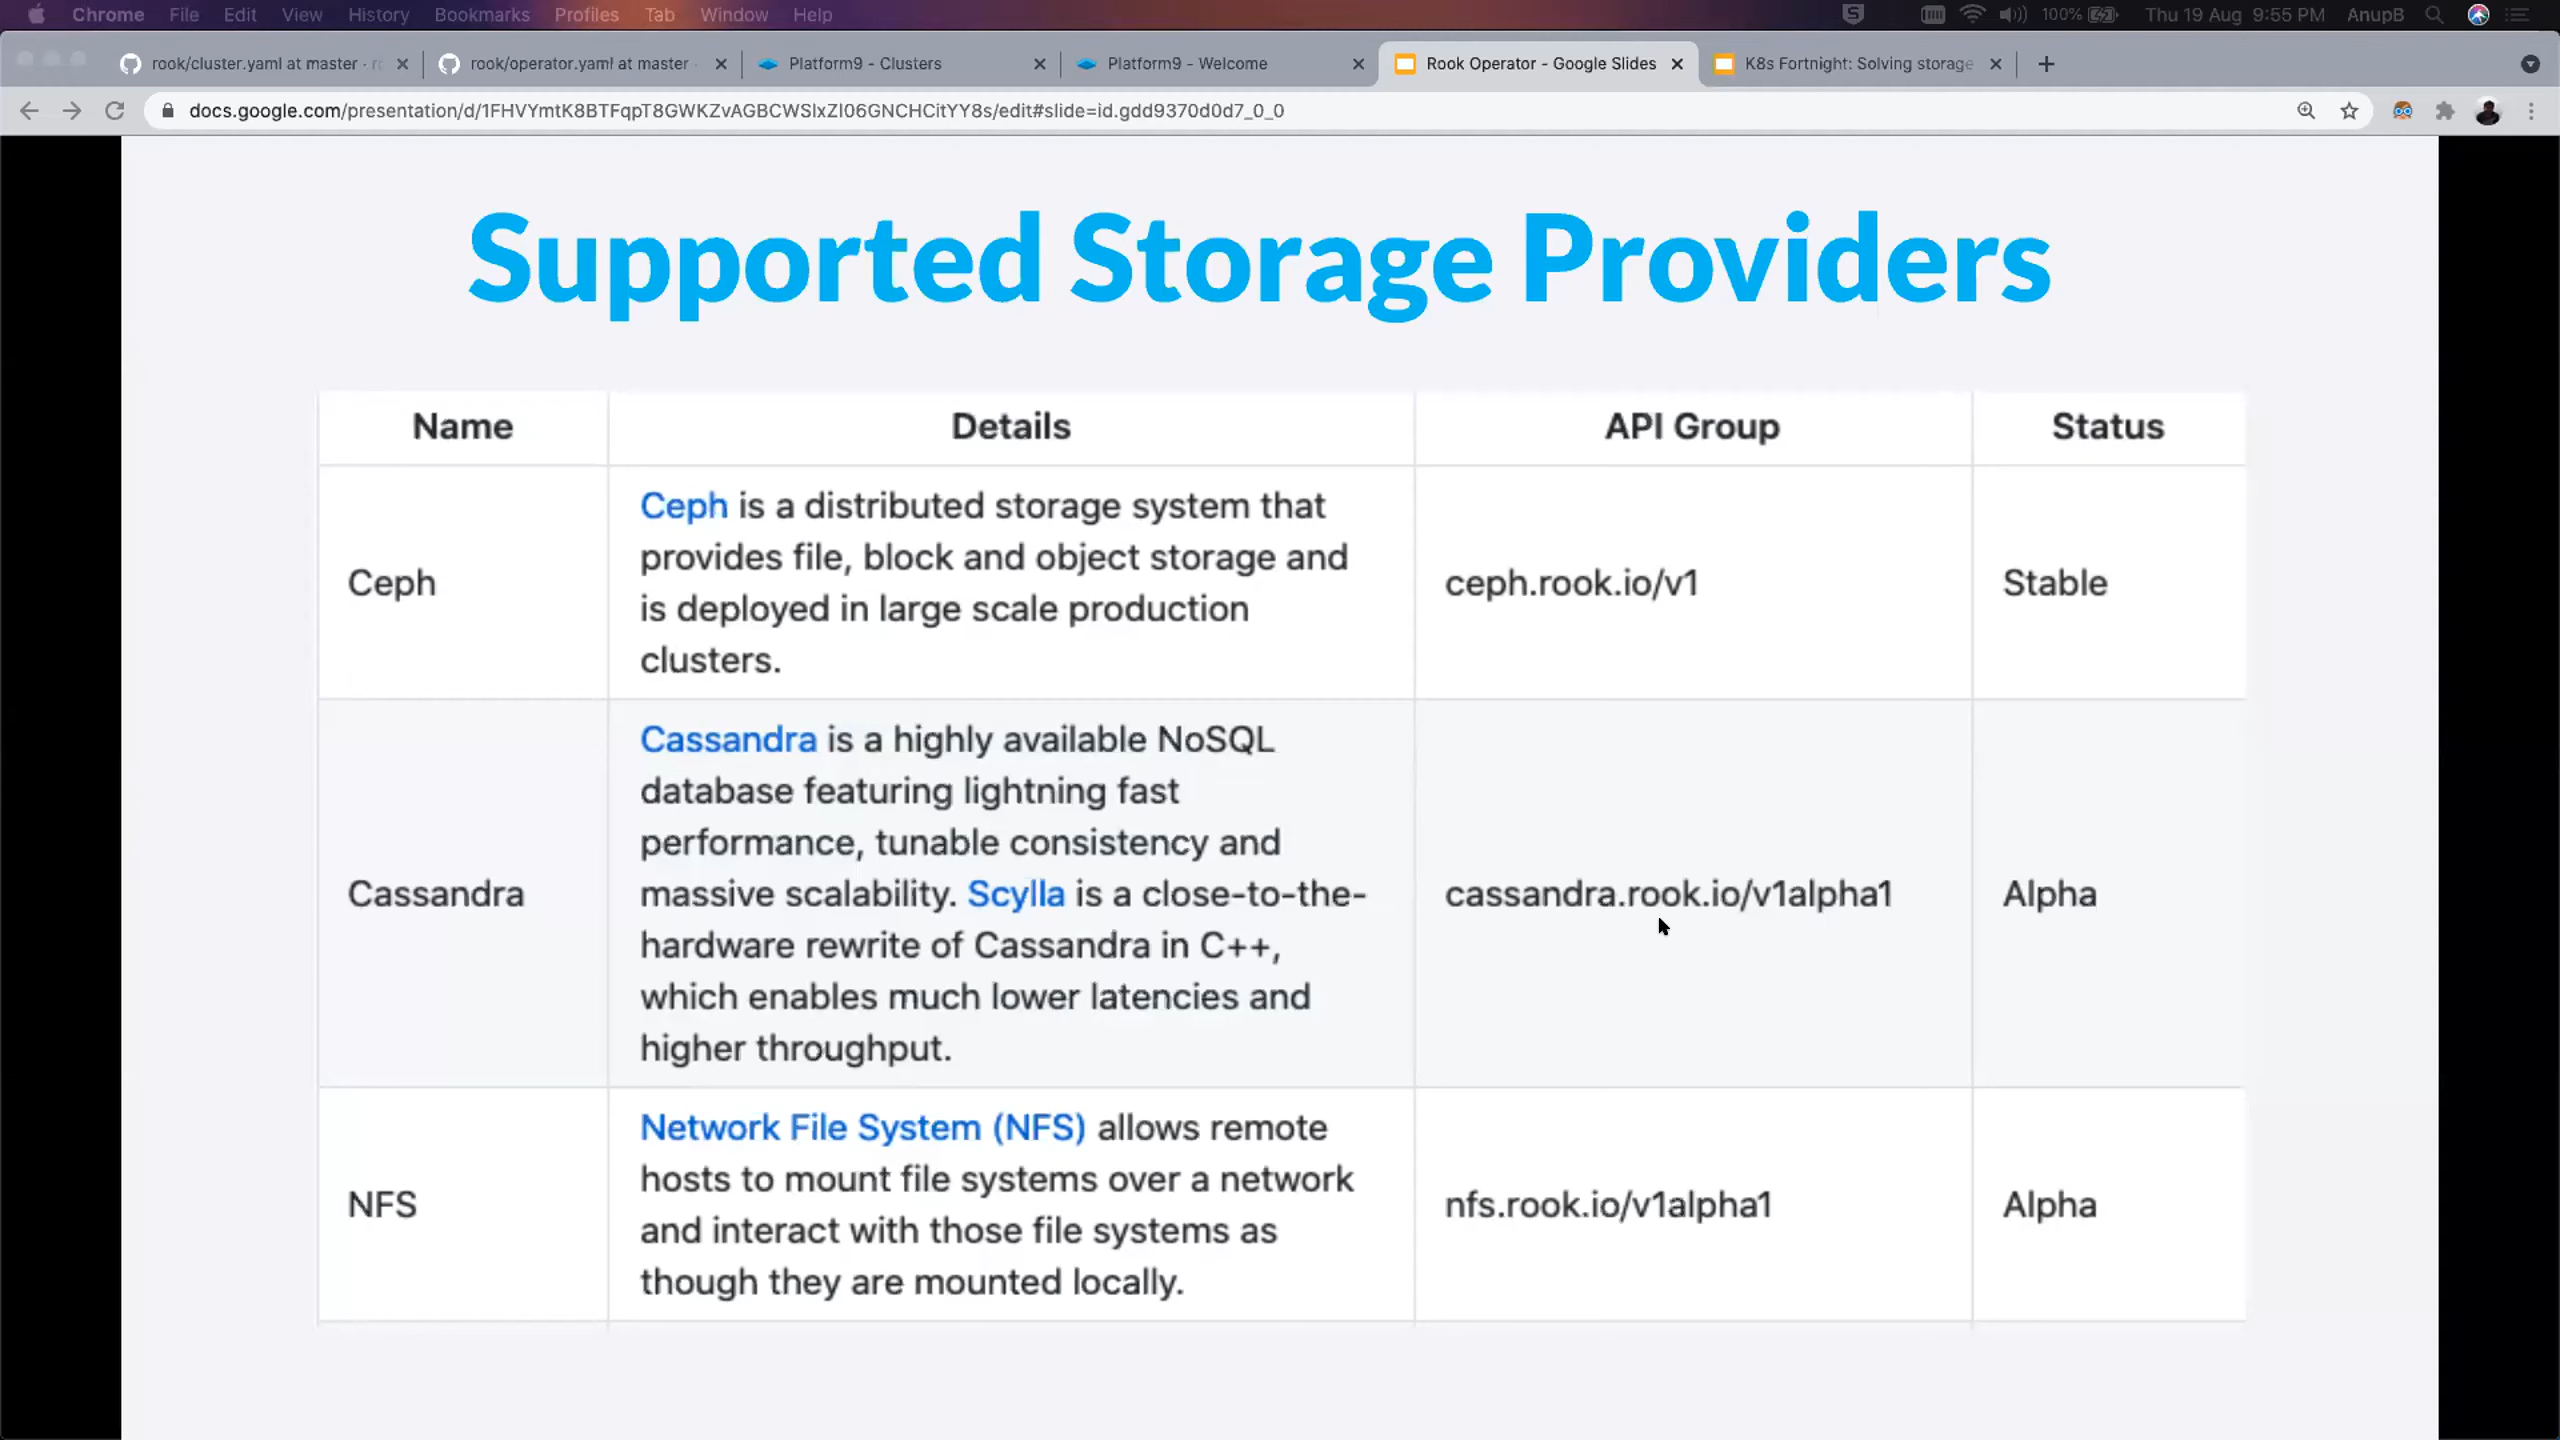 Chrome File Edit View History Bookmarks Profiles Tab Window Help 100% Thu 19 Aug 9:55 PM AnupB
rook/cluster.yaml at master · Platform9 - Clusters Platform9 - Welcome Rook Operator - Google Slides K8s Fortnight: Solving storage
rook/operator.yaml at master
docs.google.com/presentation/d/1FHVYmtK8BTFqpT8GWKZvAGBCWSlxZl06GNCHCitYY8s/edit#slide=id.gdd9370d0d7_0_0
Supported Storage Providers
Name Details API Group Status
Ceph is a distributed storage system that
provides file, block and object storage and
Ceph ceph.rook.io/v1 Stable
is deployed in large scale production
clusters.
Cassandra is a highly available NoSQL
database featuring lightning fast
performance, tunable consistency and
Cassandra massive scalability. Scylla is a close-to-the- cassandra.rook.io/v1alpha1 Alpha
hardware rewrite of Cassandra in C++,
which enables much lower latencies and
higher throughput.
Network File System (NFS) allows remote
hosts to mount file systems over a network
NFS nfs.rook.io/v1alpha1 Alpha
and interact with those file systems as
though they are mounted locally.